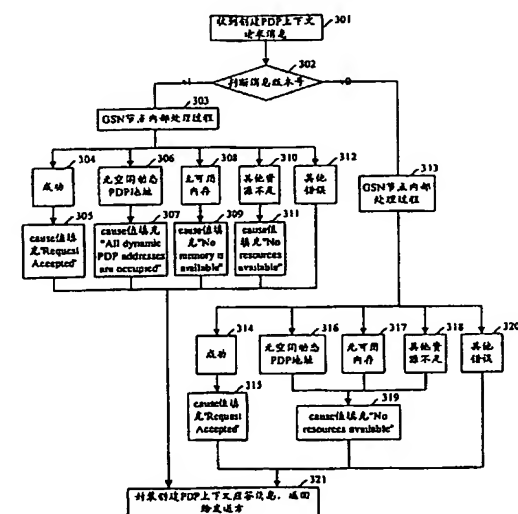 收到创建PDP上下文
请求消息
301
302
判断消息版本号
1
0
303
GSN节点内部处理过程
304
成功
306
无空闲动态
PDP地址
308
无可用
内存
310
其他资
源不足
312
其他
错误
313
GSN节点内部
处理过程
305
cause值填
充"Request
Accepted"
307
cause值填充
"All dynamic
PDP addresses
are occupied"
309
cause值填
充"No
memory is
available"
311
cause值填
充"No
resources
available"
314
成功
316
无空闲动态
PDP地址
317
无可用
内存
318
其他资
源不足
320
其他
错误
315
cause值填
充"Request
Accepted"
319
cause值填充"No
resources available"
321
封装创建PDP上下文应答消息，返回
给发送方